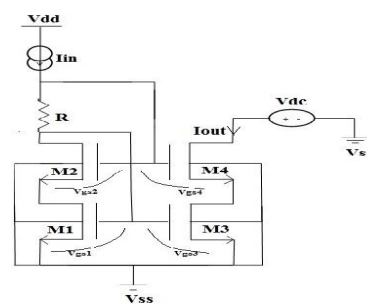 Vdd
Iin
Vdc
R
Iout
+ -
Vs
M2
M4
Vgs2
Vgs4
M1
M3
Vgs1
Vgs3
Vss